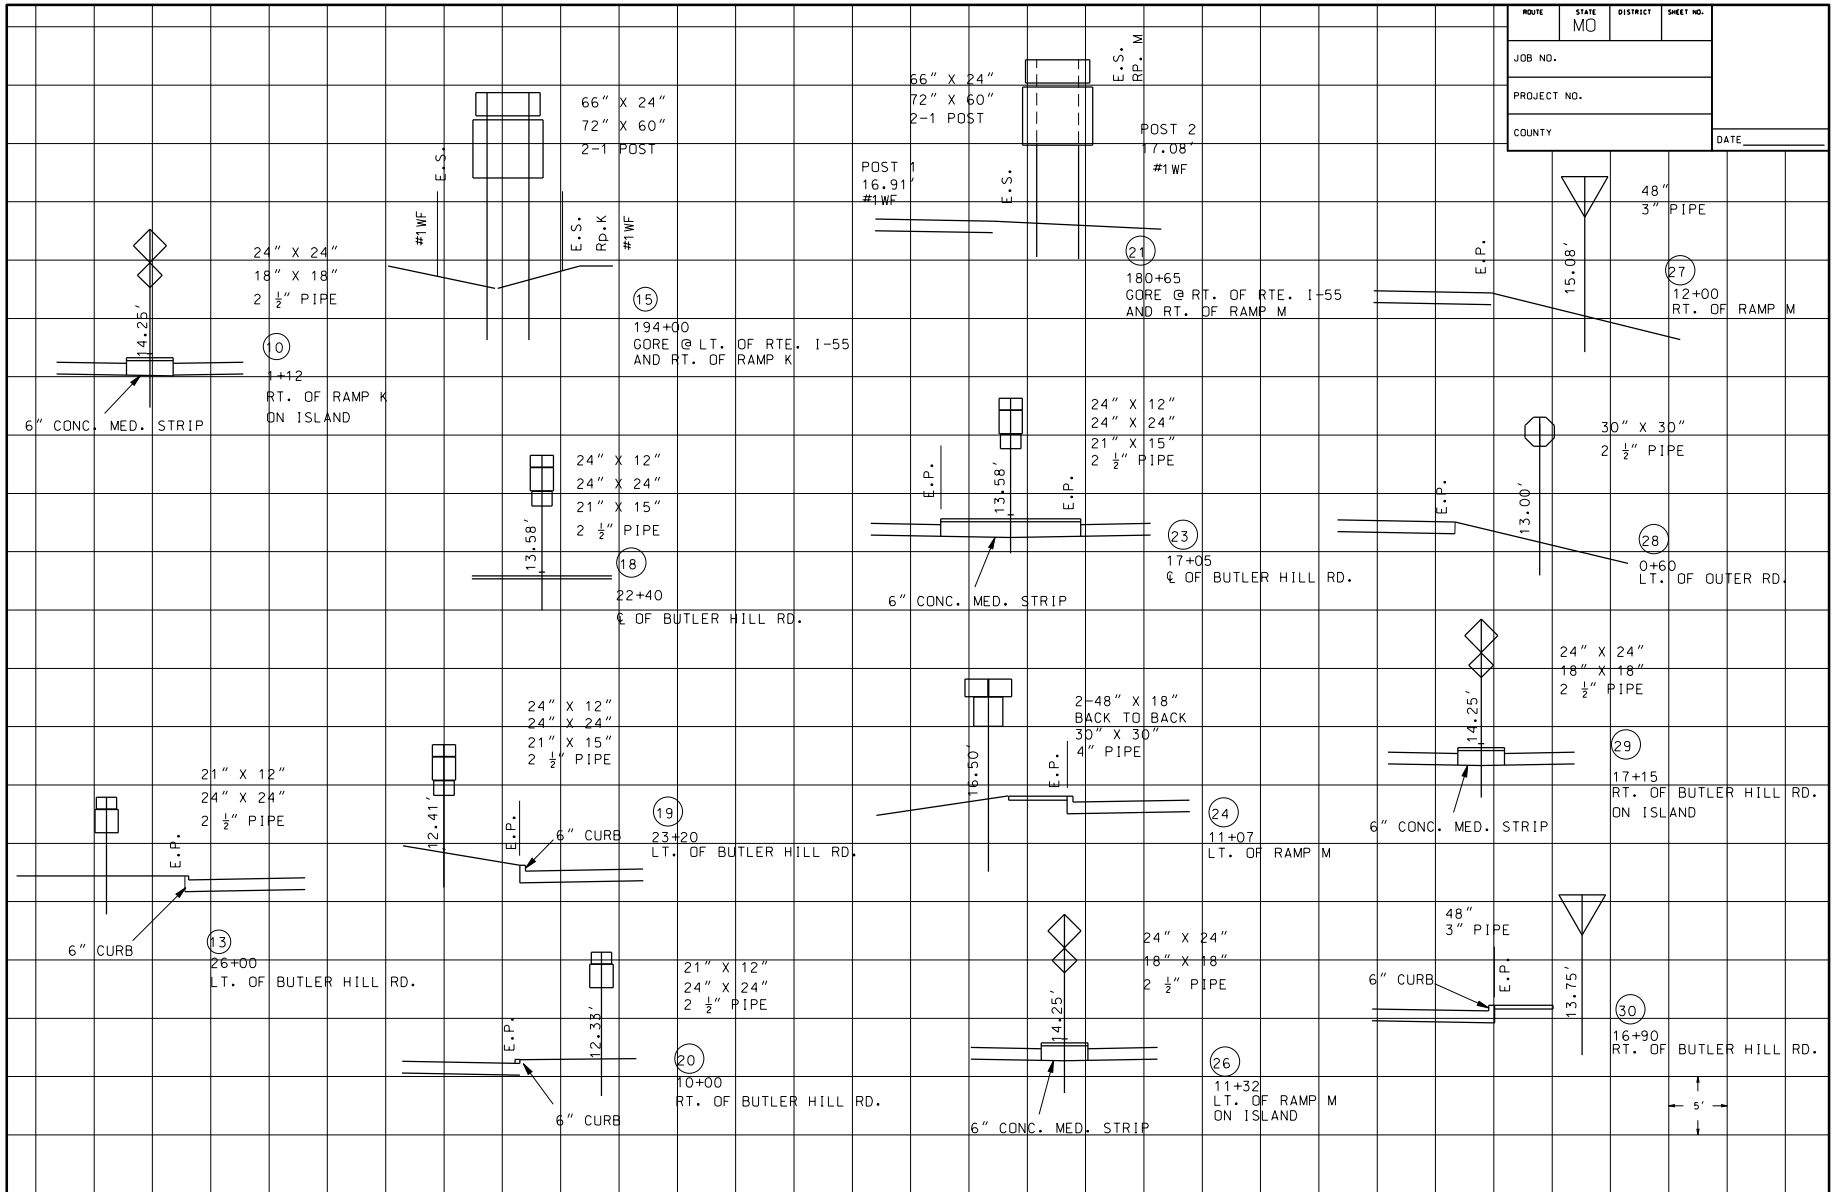 ROUTE STATE DISTRICT SHEET NO.
MO
JOB NO.
PROJECT NO.
COUNTY
DATE
24" X 24"
18" X 18"
2 ½" PIPE
14.25'
10
1+12
RT. OF RAMP K
ON ISLAND
6" CONC. MED. STRIP
66" X 24"
72" X 60"
2-1 POST
E.S.
#1WF
E.S.
Rp.K
#1WF
15
194+00
GORE @ LT. OF RTE. I-55
AND RT. OF RAMP K
66" X 24"
72" X 60"
2-1 POST
E.S.
RP. M
POST 2
17.08'
#1WF
POST 1
16.91'
#1WF
E.S.
21
180+65
GORE @ RT. OF RTE. I-55
AND RT. OF RAMP M
48"
3" PIPE
E.P.
15.08'
27
12+00
RT. OF RAMP M
24" X 12"
24" X 24"
21" X 15"
2 ½" PIPE
13.58'
18
22+40
℄ OF BUTLER HILL RD.
24" X 12"
24" X 24"
21" X 15"
2 ½" PIPE
E.P.
13.58'
E.P.
23
17+05
℄ OF BUTLER HILL RD.
6" CONC. MED. STRIP
30" X 30"
2 ½" PIPE
E.P.
13.00'
28
0+60
LT. OF OUTER RD.
21" X 12"
24" X 24"
2 ½" PIPE
E.P.
6" CURB
13
26+00
LT. OF BUTLER HILL RD.
24" X 12"
24" X 24"
21" X 15"
2 ½" PIPE
12.41'
E.P.
6" CURB
19
23+20
LT. OF BUTLER HILL RD.
2-48" X 18"
BACK TO BACK
30" X 30"
4" PIPE
16.50'
E.P.
24
11+07
LT. OF RAMP M
24" X 24"
18" X 18"
2 ½" PIPE
14.25'
29
17+15
RT. OF BUTLER HILL RD.
ON ISLAND
6" CONC. MED. STRIP
21" X 12"
24" X 24"
2 ½" PIPE
E.P.
12.33'
20
10+00
RT. OF BUTLER HILL RD.
6" CURB
24" X 24"
18" X 18"
2 ½" PIPE
14.25'
26
11+32
LT. OF RAMP M
ON ISLAND
6" CONC. MED. STRIP
48"
3" PIPE
6" CURB
E.P.
13.75'
30
16+90
RT. OF BUTLER HILL RD.
5'